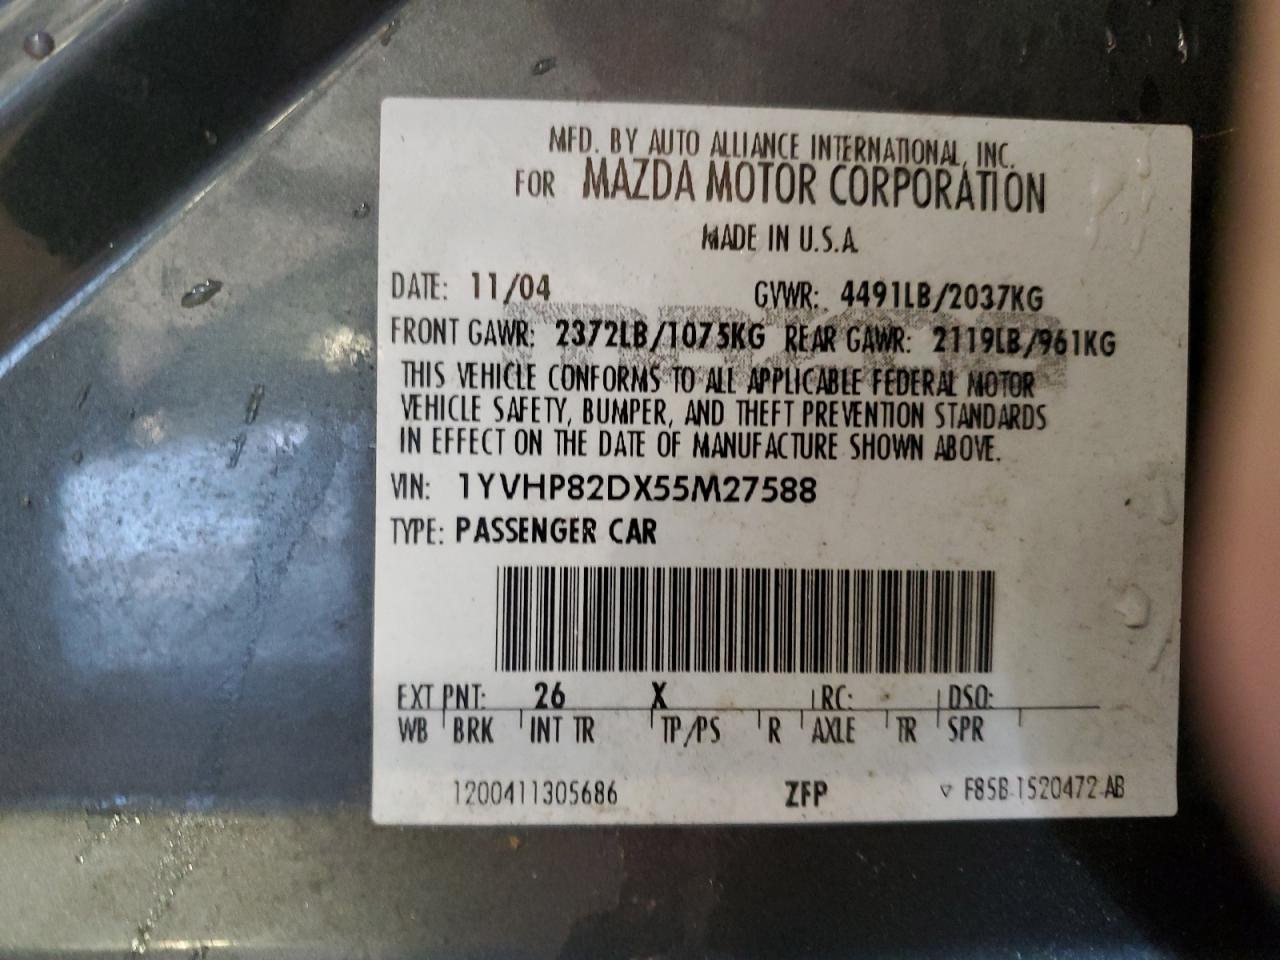 MFD. BY AUTO ALLIANCE INTERNATIONAL, INC.
FOR MAZDA MOTOR CORPORATION
MADE IN U.S.A
DATE: 11/04 GVWR: 4491LB/2037KG
FRONT GAWR: 2372LB/1075KG REAR GAWR: 2119LB/961KG
THIS VEHICLE CONFORMS TO ALL APPLICABLE FEDERAL MOTOR
VEHICLE SAFETY, BUMPER, AND THEFT PREVENTION STANDARDS
IN EFFECT ON THE DATE OF MANUFACTURE SHOWN ABOVE.
VIN: 1YVHP82DX55M27588
TYPE: PASSENGER CAR
EXT PNT: 26 X RC: DSO:
WB BRK INT TR TP/PS R AXLE TR SPR
1200411305686 ZFP F85B-1520472-AB